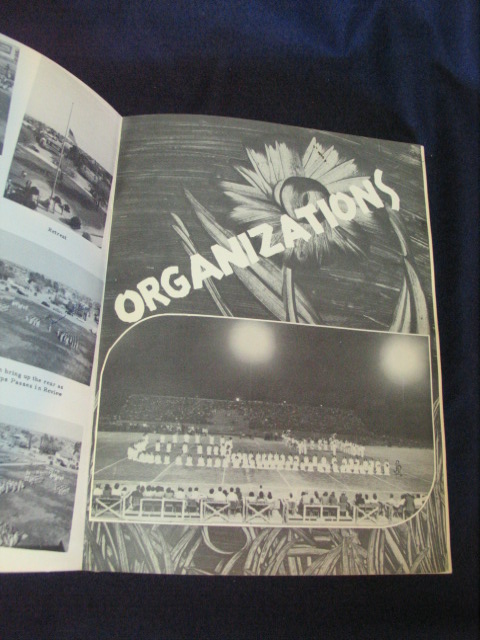 Retreat
bring up the rear as
Passes in Review
ORGANIZATIONS